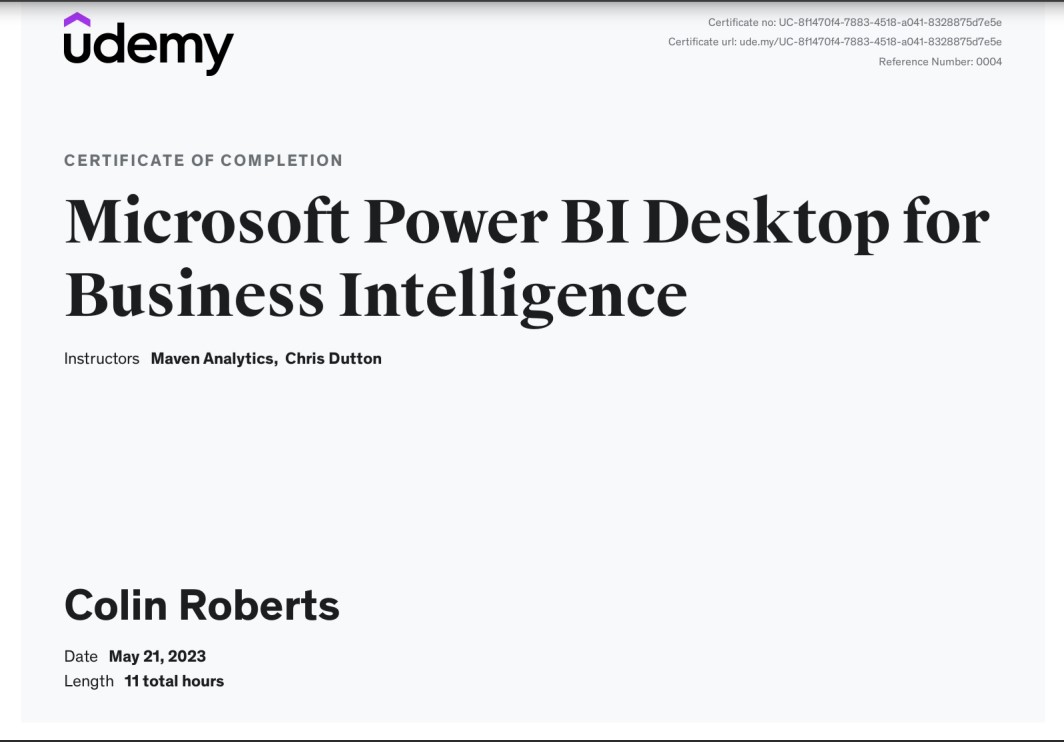 udemy
Certificate no: UC-8f1470f4-7883-4518-a041-8328875d7e5e
Certificate url: ude.my/UC-8f1470f4-7883-4518-a041-8328875d7e5e
Reference Number: 0004
CERTIFICATE OF COMPLETION
Microsoft Power BI Desktop for
Business Intelligence
Instructors Maven Analytics, Chris Dutton
Colin Roberts
Date May 21, 2023
Length 11 total hours